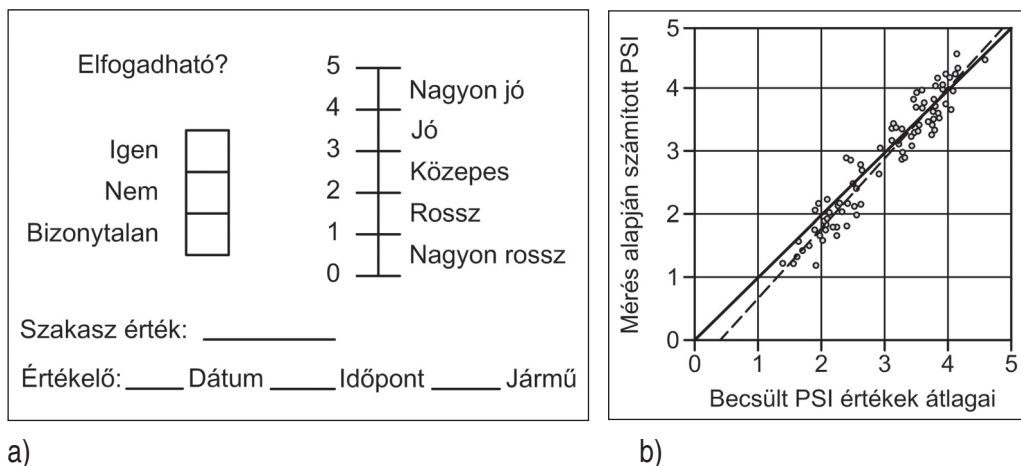 Elfogadható?
Igen
Nem
Bizonytalan
5
Nagyon jó
4
Jó
3
Közepes
2
Rossz
1
Nagyon rossz
0
Szakasz érték:
Értékelő: Dátum Időpont Jármű
a)
Mérés alapján számított PSI
5
4
3
2
1
0
0 1 2 3 4 5
Becsült PSI értékek átlagai
b)